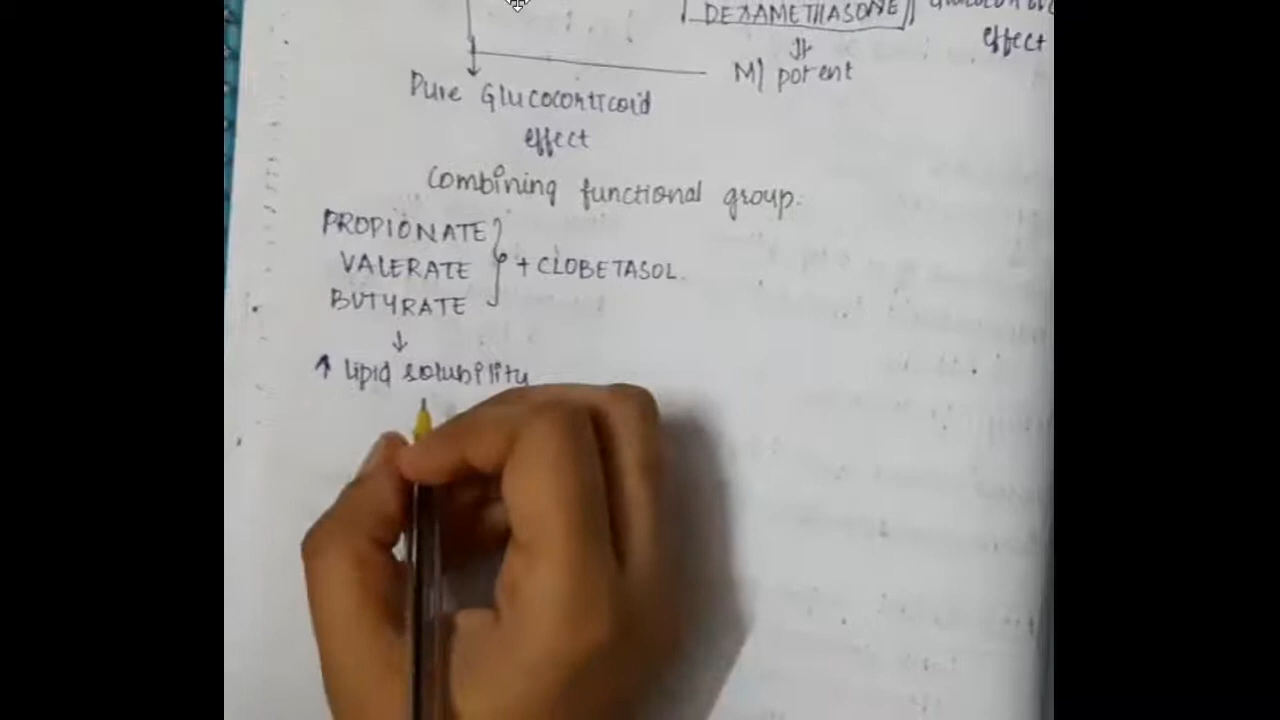 DEXAMETHASONE
effect
M) potent
Pure Glucocorticoid
effect
Combining functional group.
PROPIONATE
VALERATE + CLOBETASOL.
BUTYRATE
↓
↑ lipid solubility